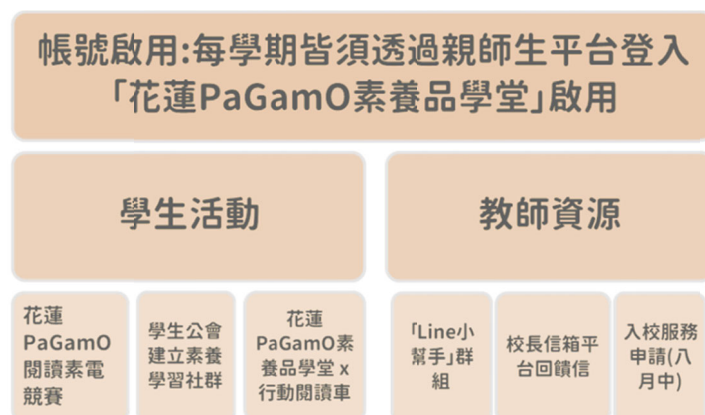 帳號啟用:每學期皆須透過親師生平台登入
「花蓮PaGamO素養品學堂」啟用
學生活動
教師資源
花蓮
PaGamO
閱讀素電
競賽
學生公會
建立素養
學習社群
花蓮
PaGamO素
養品學堂 x
行動閱讀車
「Line小
幫手」群
組
校長信箱平
台回饋信
入校服務
申請(八
月中)